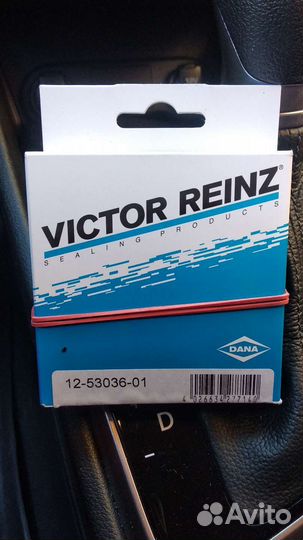 VICTOR REINZ®
SEALING PRODUCTS
DANA
12-53036-01
D
Avito